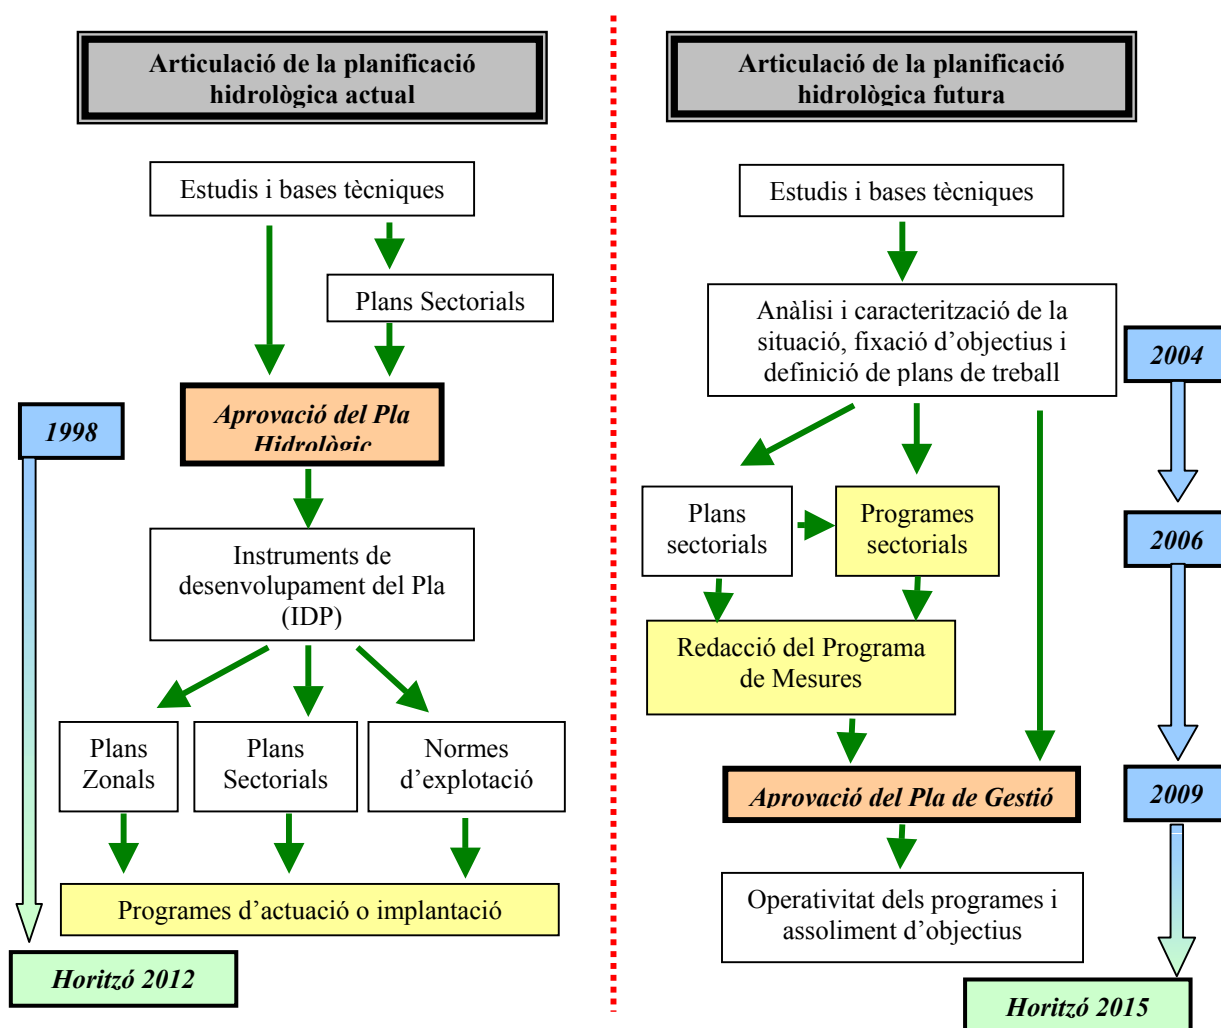 Articulació de la planificació
hidrològica actual
Estudis i bases tècniques
Plans Sectorials
1998
Aprovació del Pla
Hidrològic
Instruments de
desenvolupament del Pla
(IDP)
Plans
Zonals
Plans
Sectorials
Normes
d’explotació
Programes d’actuació o implantació
Horitzó 2012
Articulació de la planificació
hidrològica futura
Estudis i bases tècniques
Anàlisi i caracterització de la
situació, fixació d’objectius i
definició de plans de treball
2004
Plans
sectorials
Programes
sectorials
2006
Redacció del Programa
de Mesures
Aprovació del Pla de Gestió
2009
Operativitat dels programes i
assoliment d’objectius
Horitzó 2015